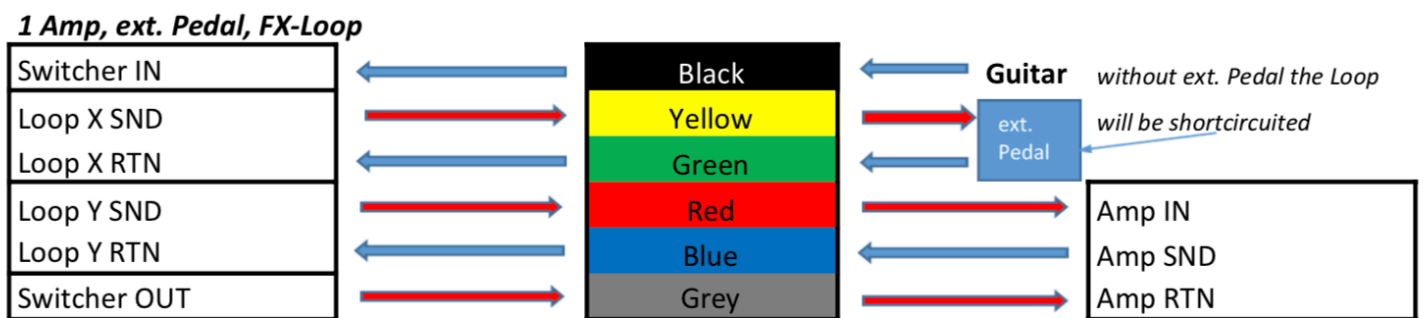 1 Amp, ext. Pedal, FX-Loop
Switcher IN
Black
Guitar
without ext. Pedal the Loop
Loop X SND
Yellow
ext.
Pedal
will be shortcircuited
Loop X RTN
Green
Loop Y SND
Red
Amp IN
Loop Y RTN
Blue
Amp SND
Switcher OUT
Grey
Amp RTN